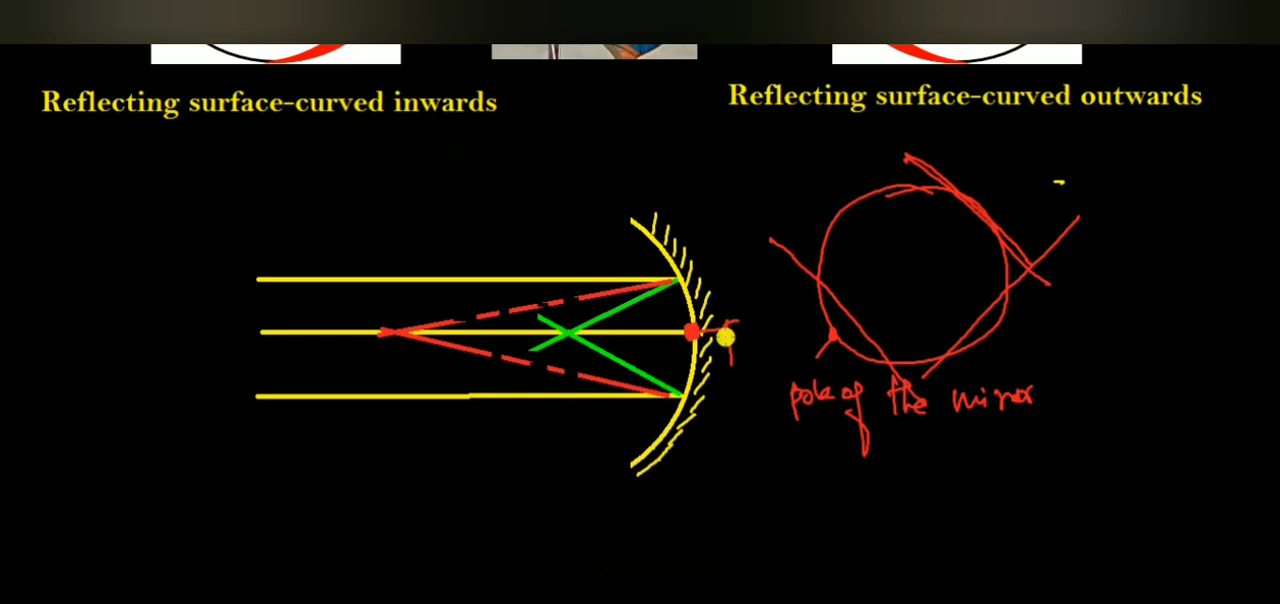 Reflecting surface-curved inwards
Reflecting surface-curved outwards
pole of the mirror